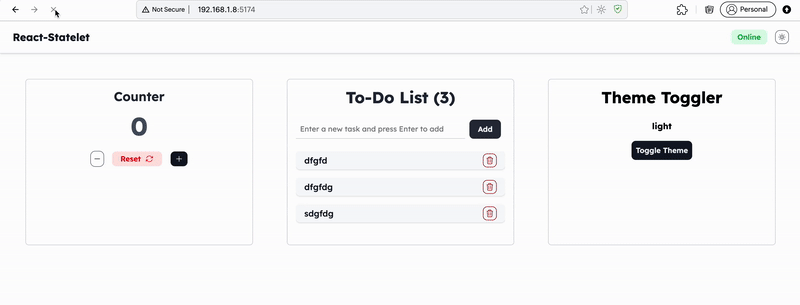 Not Secure 192.168.1.8:5174
Personal
React-Statelet
Online
Counter
0
−
Reset
+
To-Do List (3)
Enter a new task and press Enter to add
Add
dfgfd
dfgfdg
sdgfdg
Theme Toggler
light
Toggle Theme